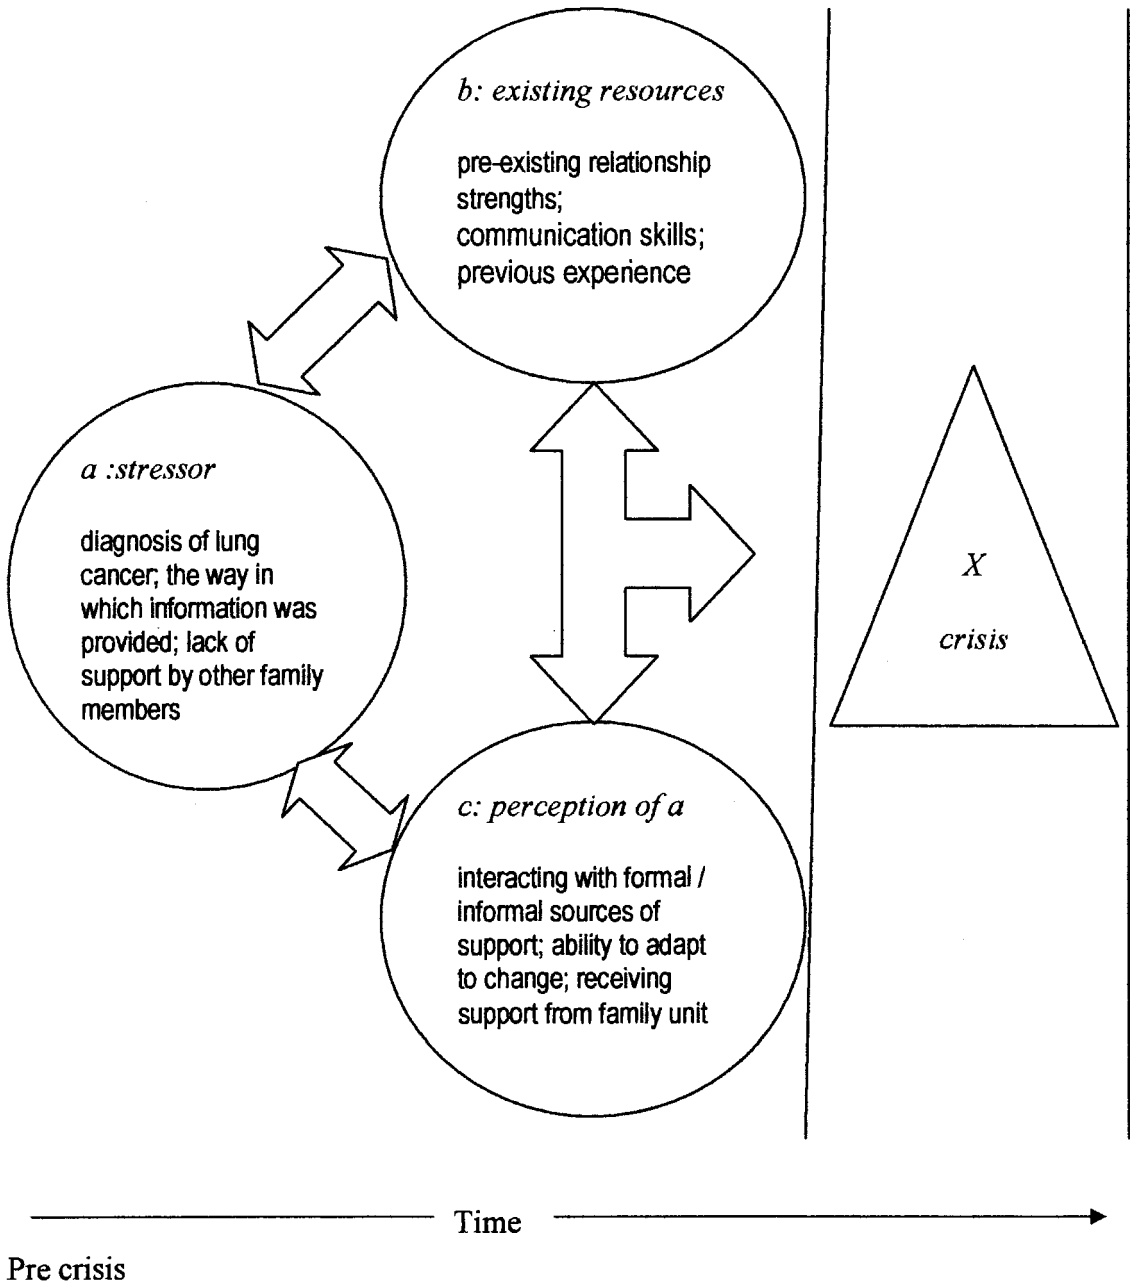 b: existing resources
pre-existing relationship
strengths;
communication skills;
previous experience
a :stressor
diagnosis of lung
cancer; the way in
which information was
provided; lack of
support by other family
members
X
crisis
c: perception of a
interacting with formal /
informal sources of
support; ability to adapt
to change; receiving
support from family unit
Time
Pre crisis